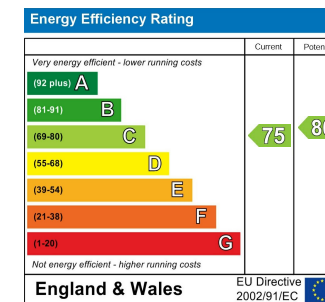 Energy Efficiency Rating
Current
Very energy efficient - lower running costs
(92 plus) A
(81-91) B
(69-80) C
75
(55-68) D
(39-54) E
(21-38) F
(1-20) G
Not energy efficient - higher running costs
England & Wales
EU Directive
2002/91/EC